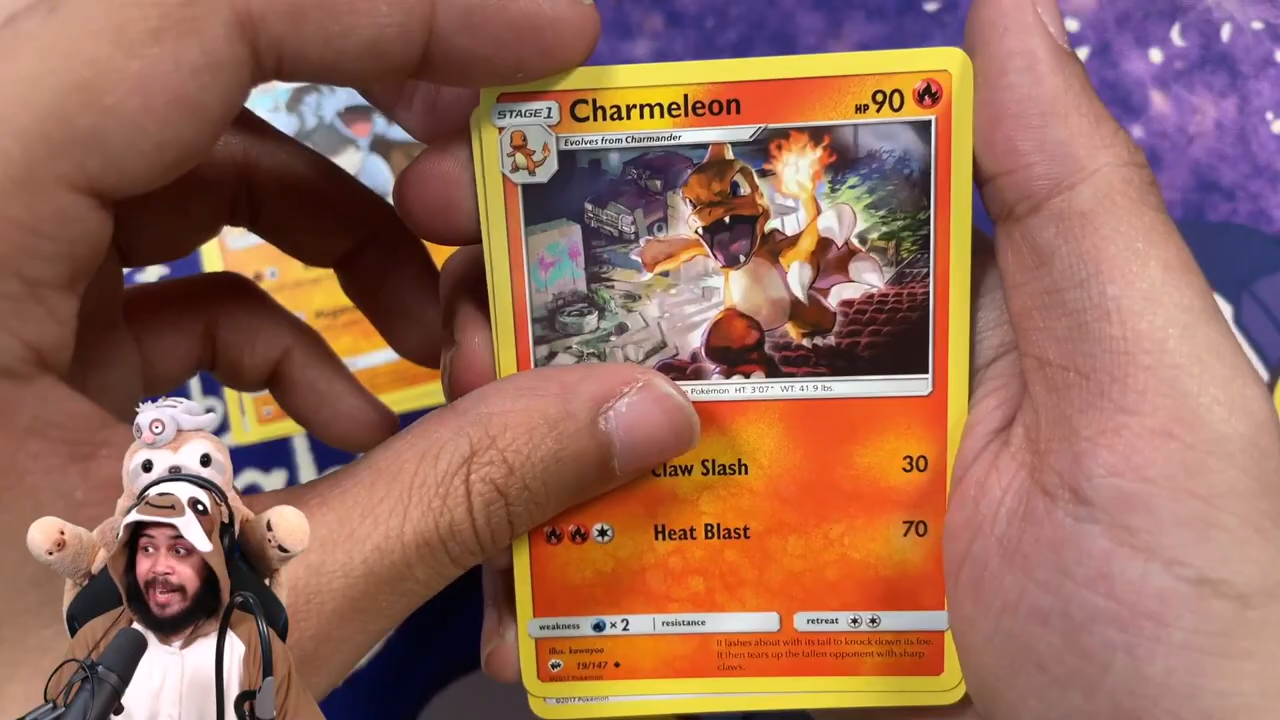 STAGE 1 Charmeleon HP 90
Evolves from Charmander
Pokémon HT: 3'07" WT: 41.9 lbs.
Claw Slash 30
Heat Blast 70
weakness × 2 resistance retreat
It lashes about with its tail to knock down its foe.
It then tears up the fallen opponent with sharp
claws.
Illus. kawayoo
19/147
©2017 Pokémon
©2017 Pokémon